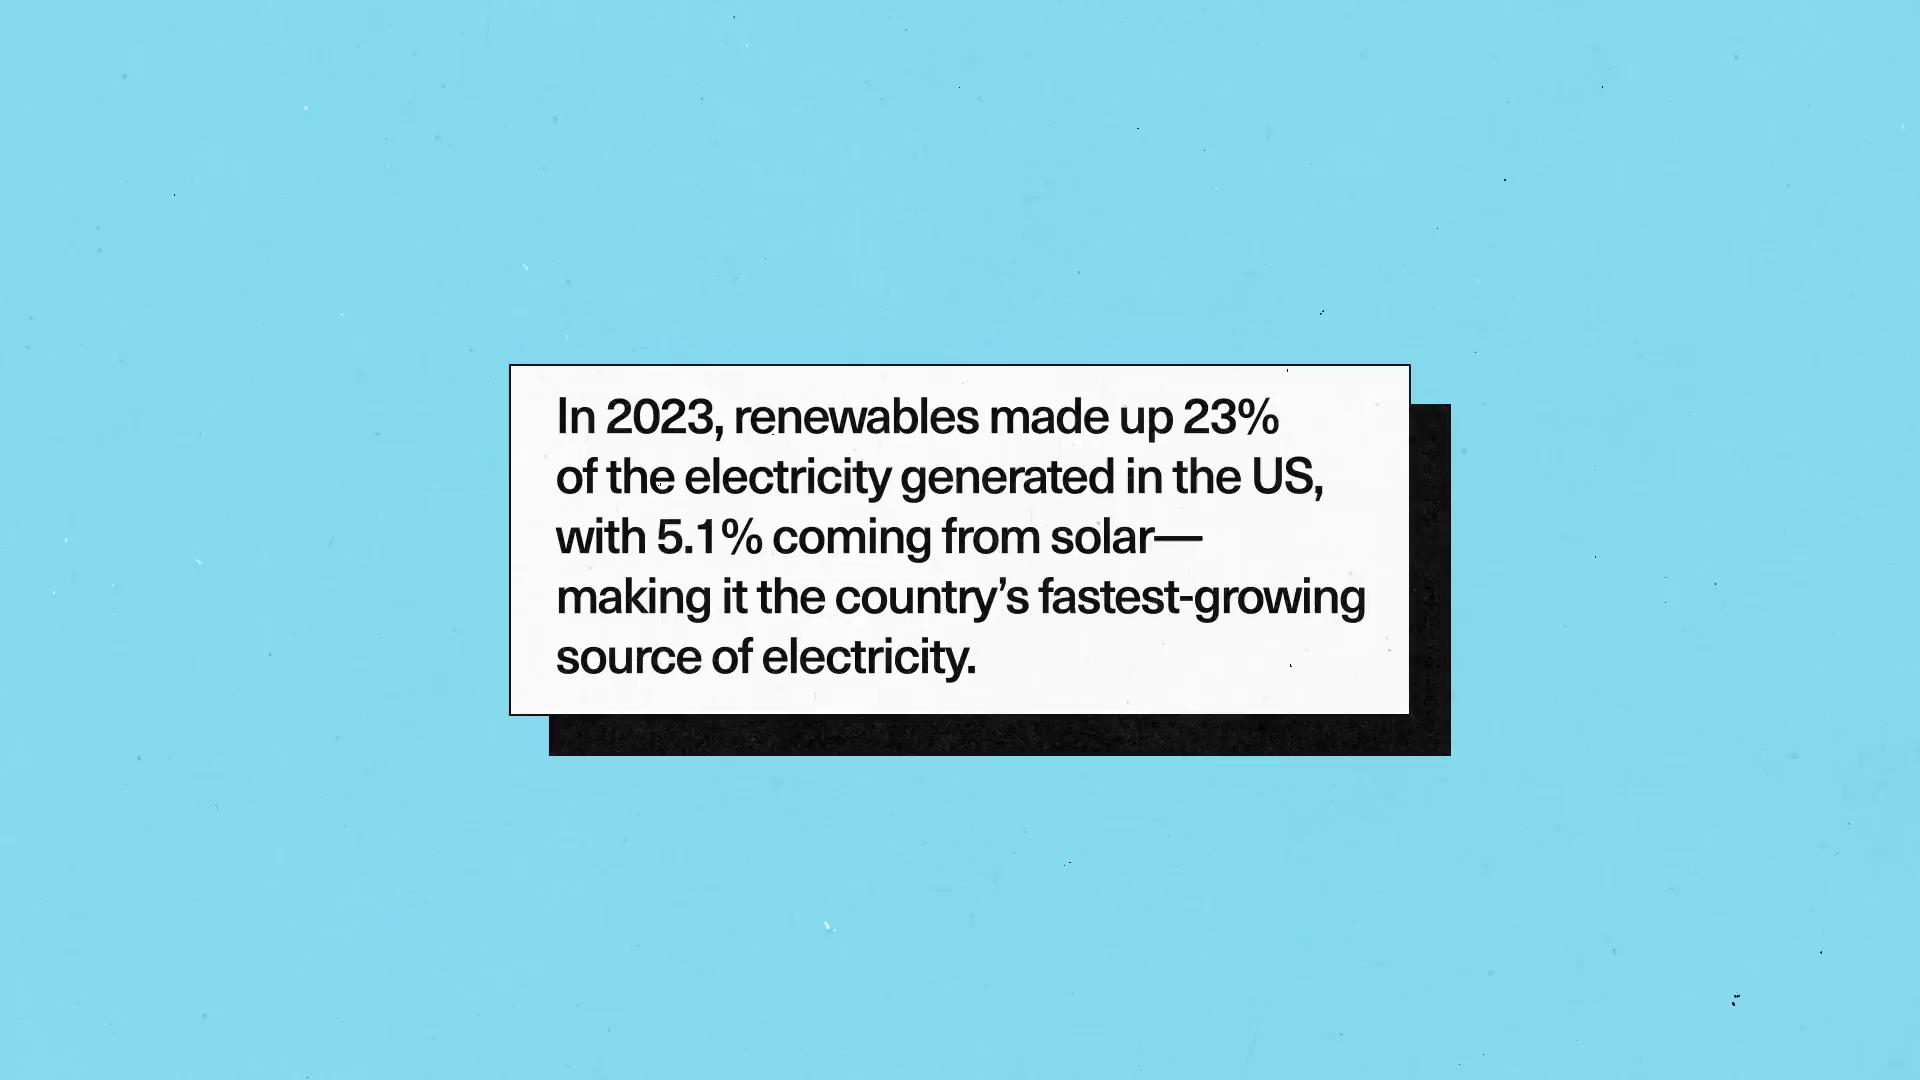 In 2023, renewables made up 23%
of the electricity generated in the US,
with 5.1% coming from solar—
making it the country’s fastest-growing
source of electricity.